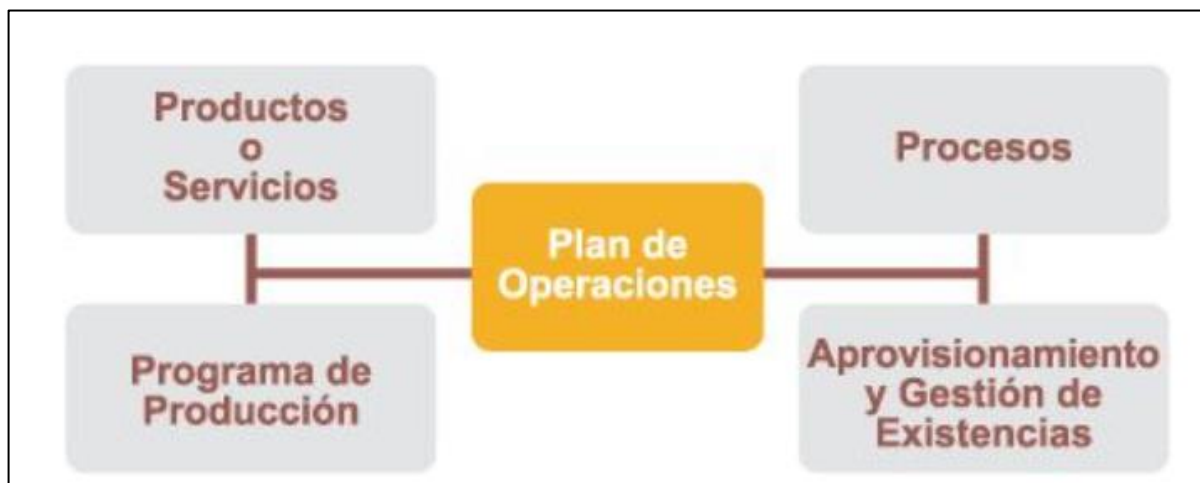 Productos
o
Servicios
Procesos
Plan de
Operaciones
Programa de
Producción
Aprovisionamiento
y Gestión de
Existencias